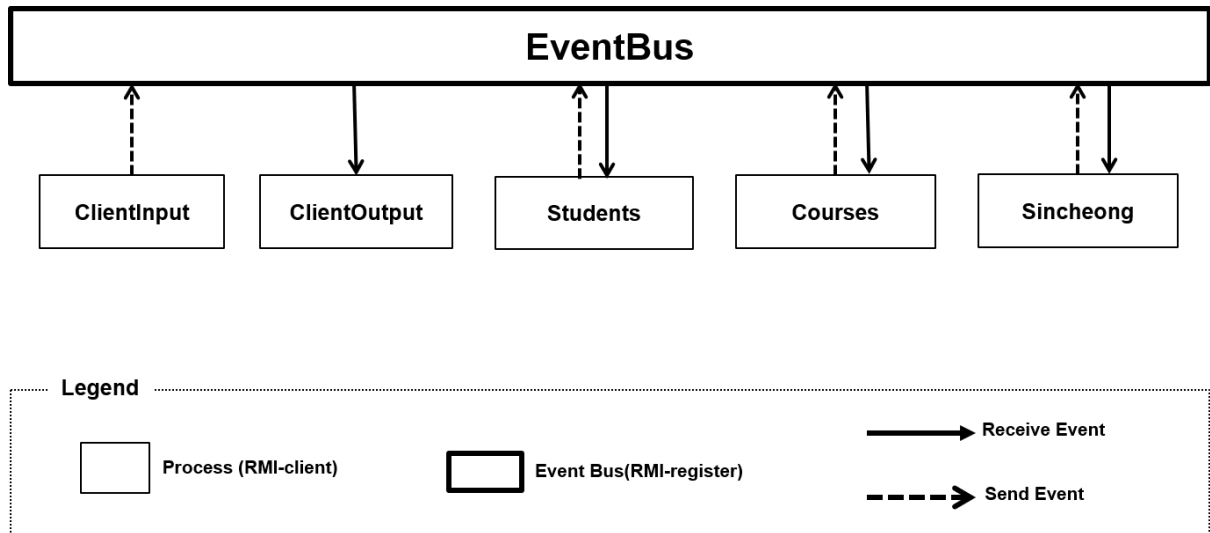 EventBus
ClientInput
ClientOutput
Students
Courses
Sincheong
Legend
Process (RMI-client)
Event Bus(RMI-register)
Receive Event
Send Event